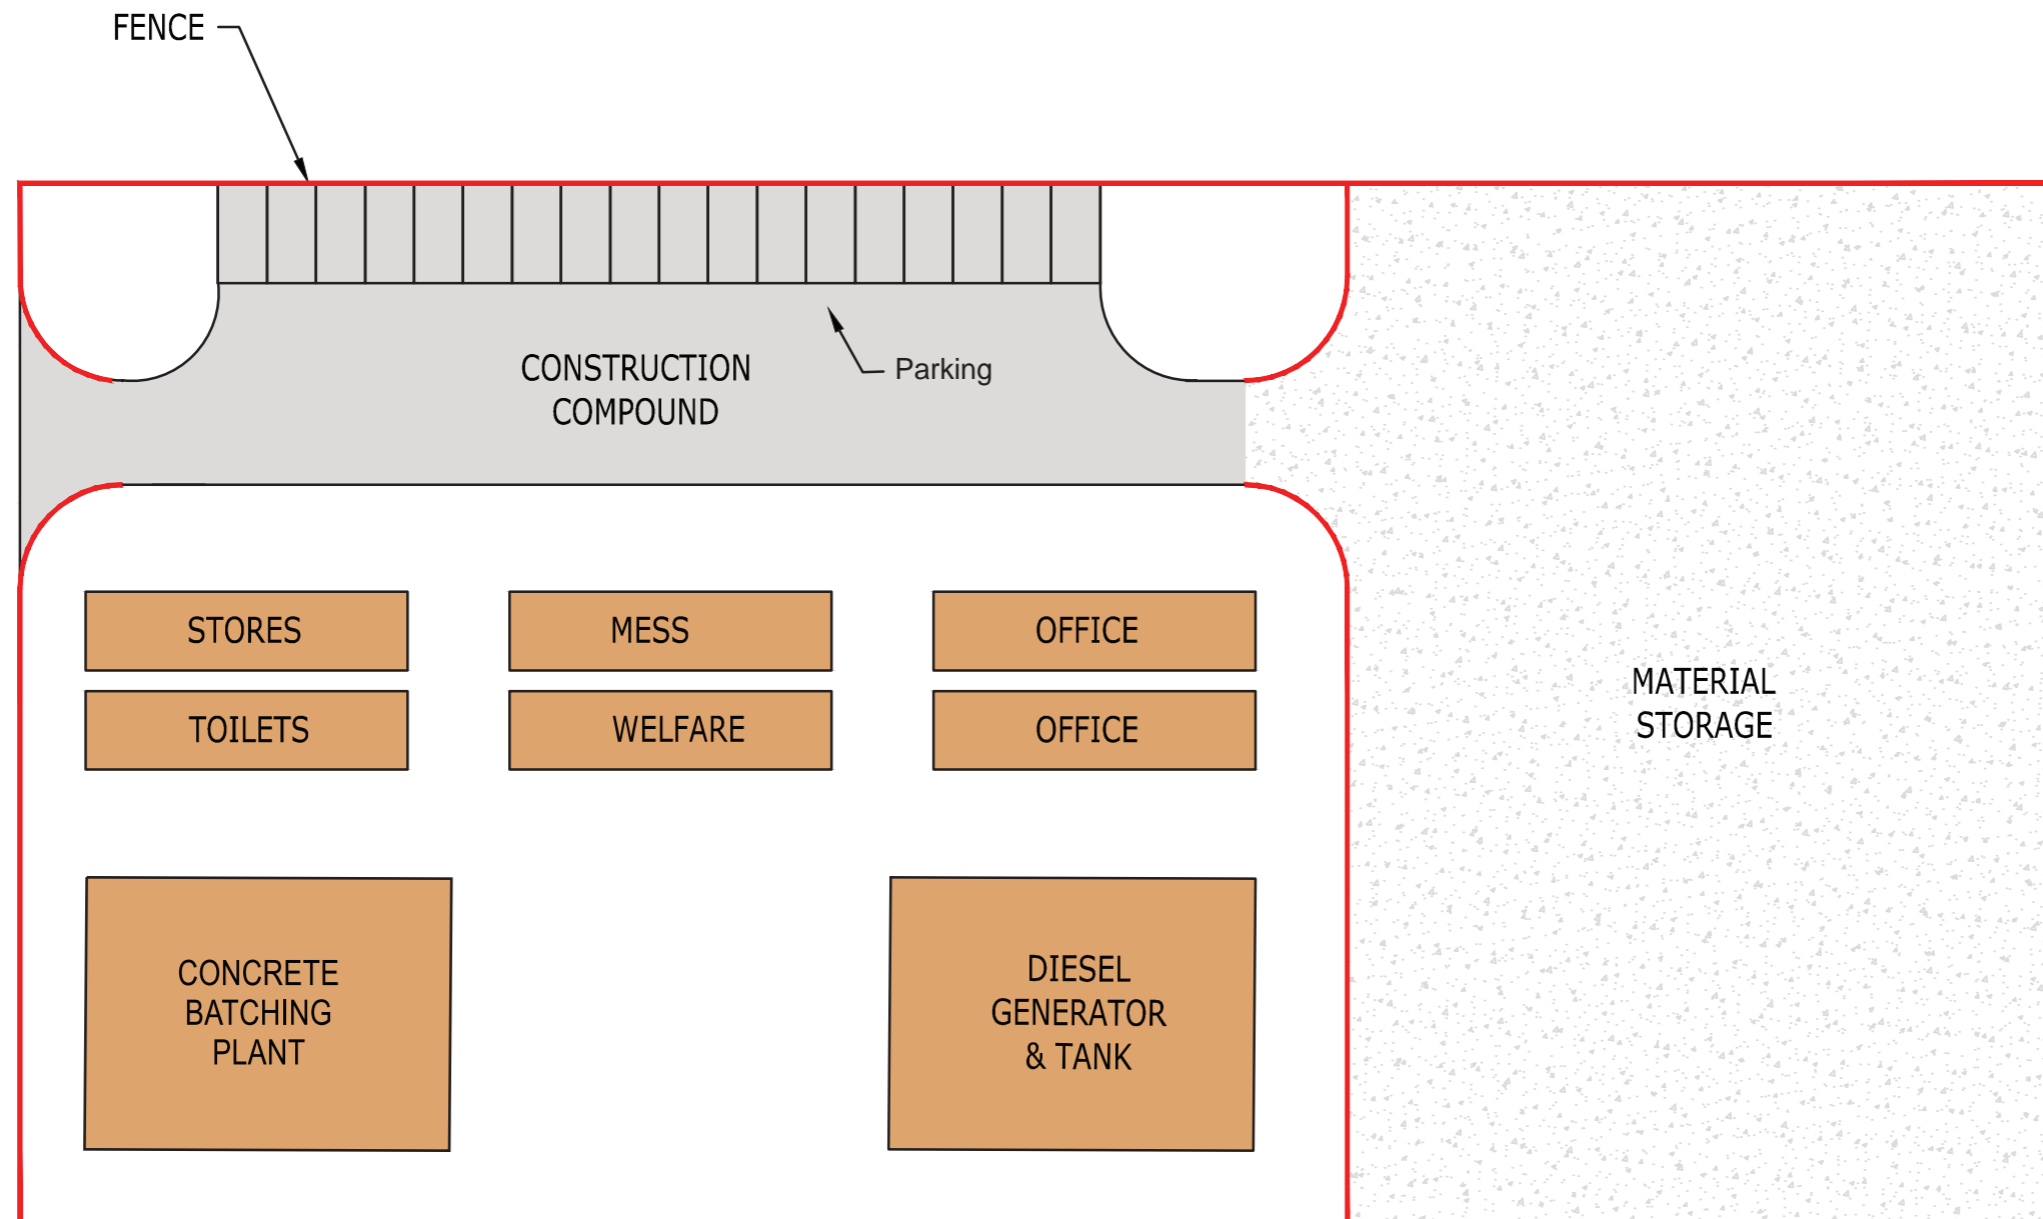 FENCE
CONSTRUCTION
COMPOUND
Parking
STORES
MESS
OFFICE
TOILETS
WELFARE
OFFICE
MATERIAL
STORAGE
CONCRETE
BATCHING
PLANT
DIESEL
GENERATOR
& TANK